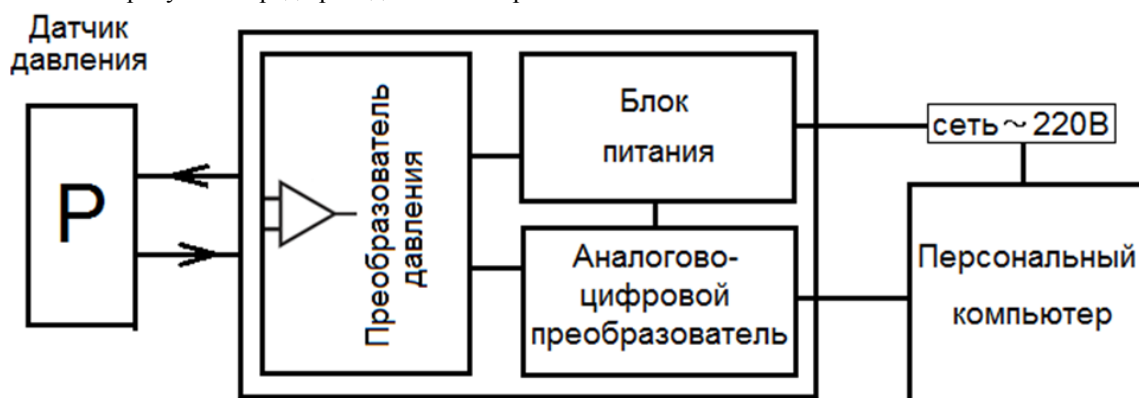 Датчик
давления
P
Преобразователь
давления
Блок
питания
сеть ~ 220В
Аналогово-
цифровой
преобразователь
Персональный
компьютер